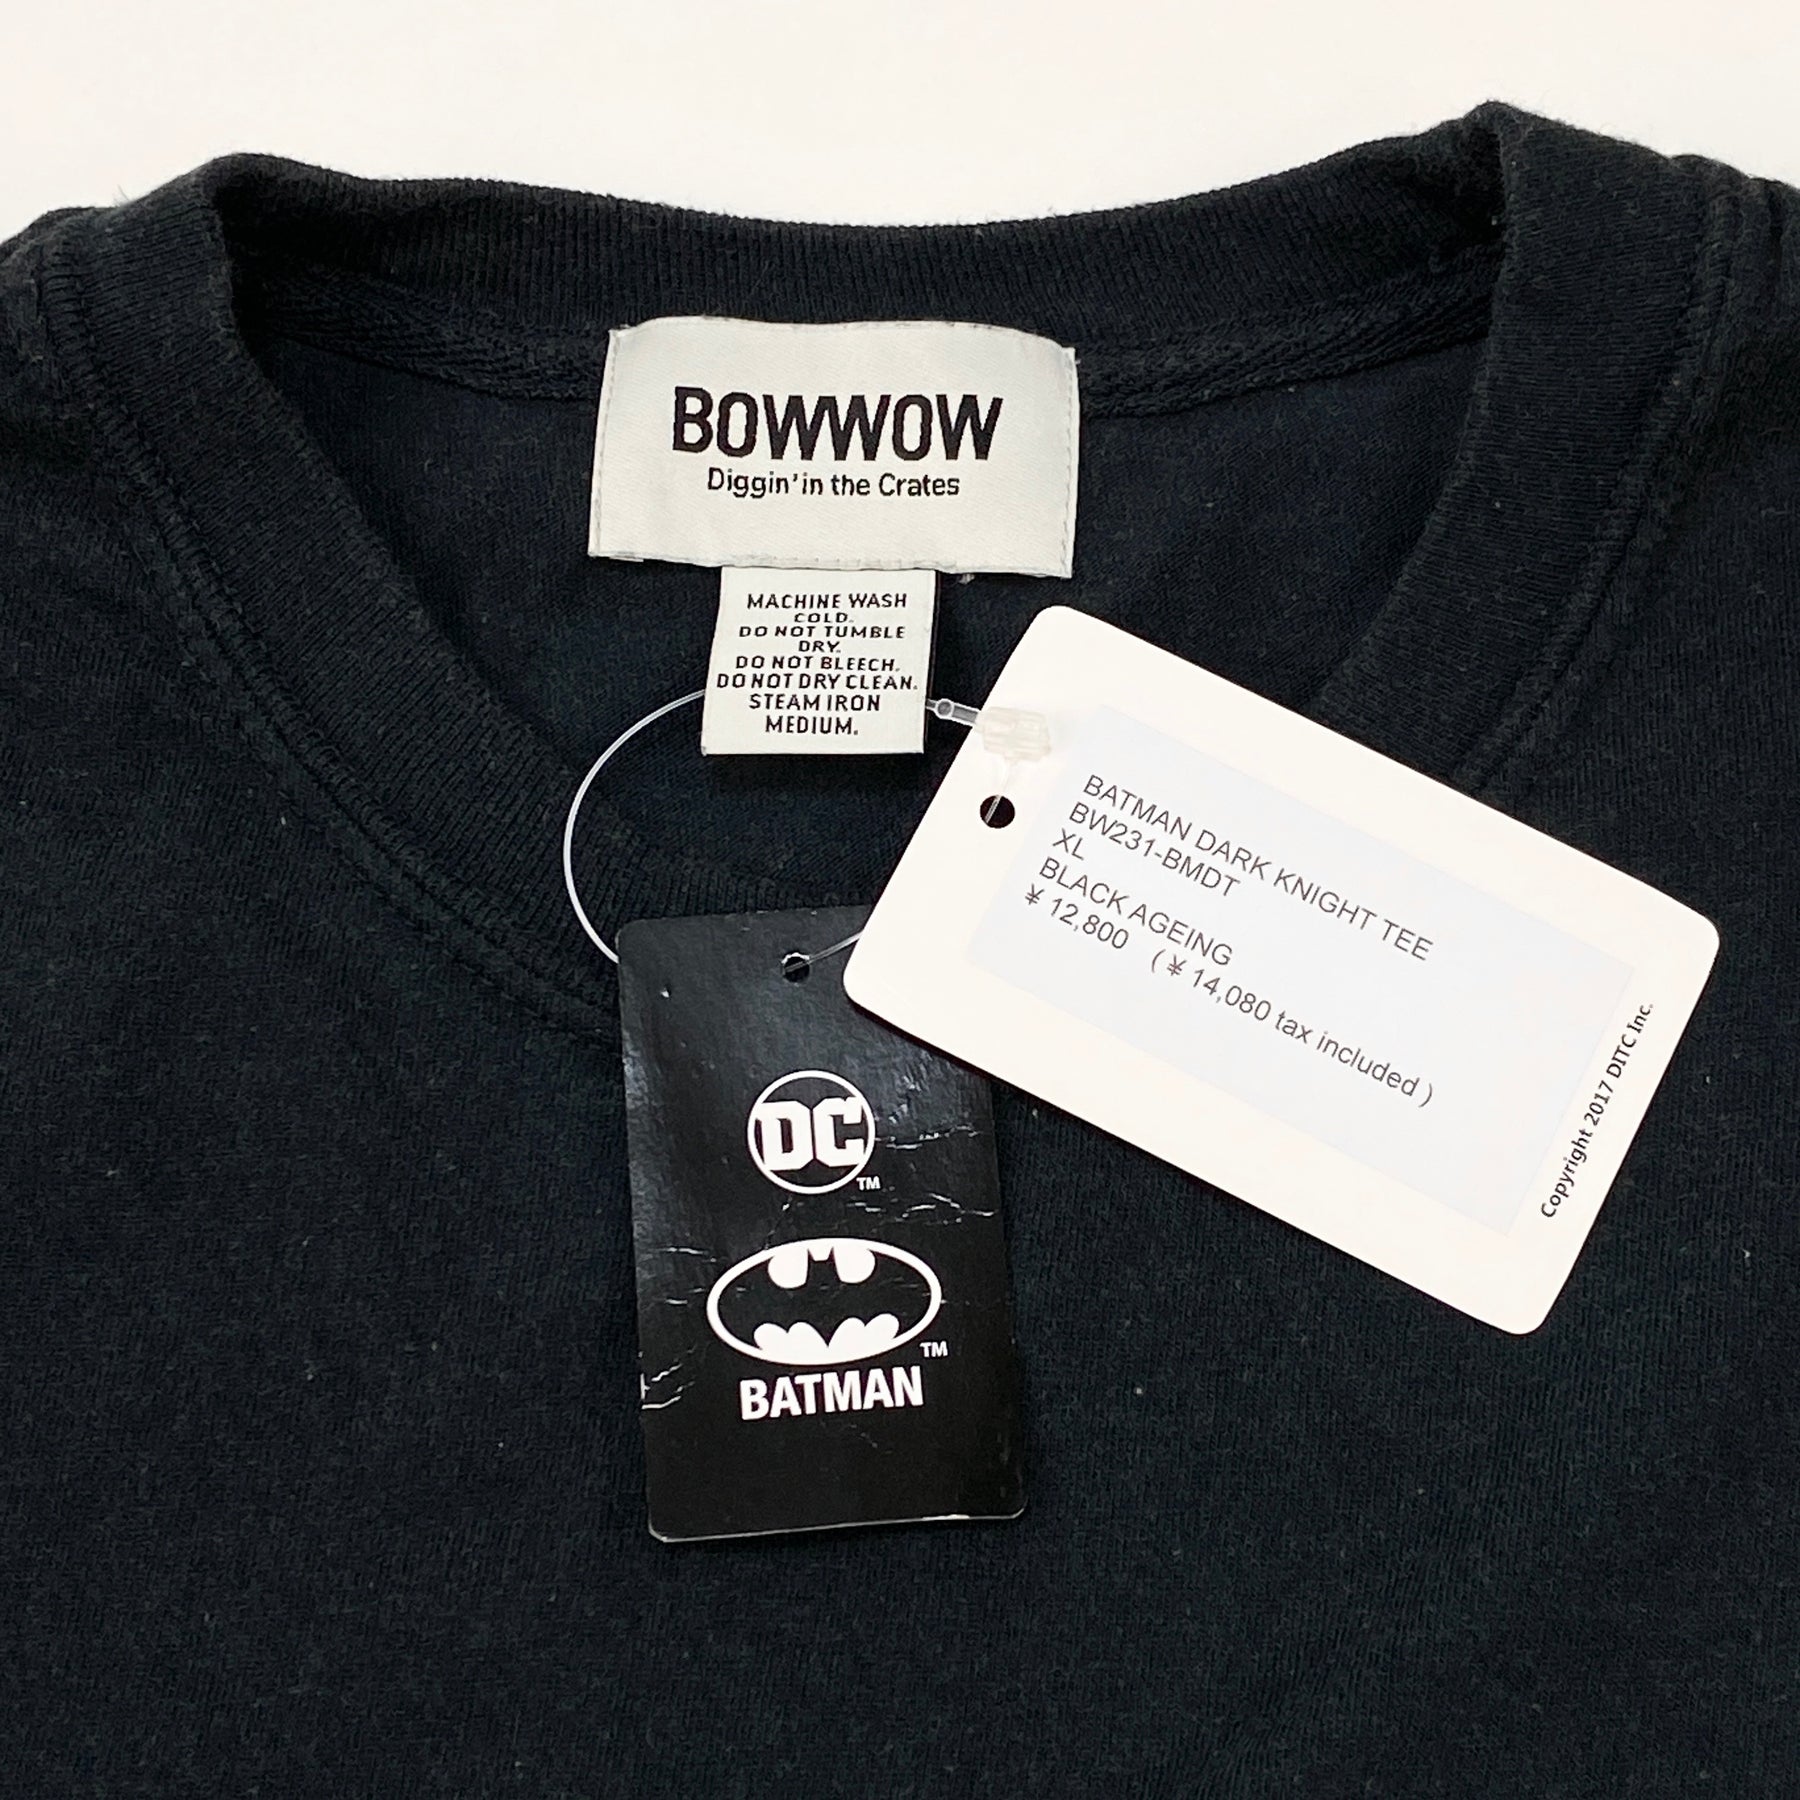 BOWWOW
Diggin' in the Crates
MACHINE WASH
COLD.
DO NOT TUMBLE
DRY.
DO NOT BLEECH.
DO NOT DRY CLEAN.
STEAM IRON
MEDIUM.
BATMAN DARK KNIGHT TEE
BW231-BMDT
XL
BLACK AGEING
¥ 12,800 (¥ 14,080 tax included)
Copyright 2017 DITC Inc.
DC
TM
TM
BATMAN